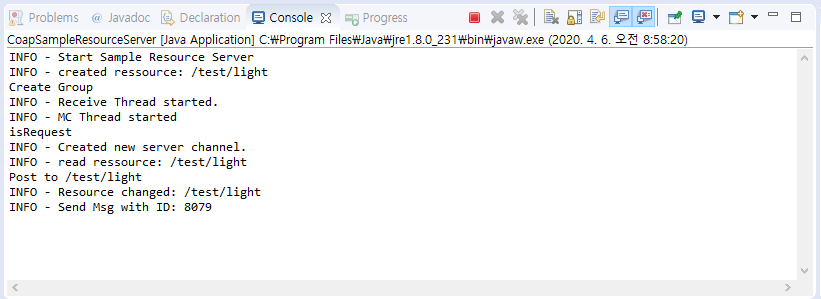 Problems @ Javadoc Declaration Console Progress
CoapSampleResourceServer [Java Application] C:₩Program Files₩Java₩jre1.8.0_231₩bin₩javaw.exe (2020. 4. 6. 오전 8:58:20)
INFO - Start Sample Resource Server
INFO - created ressource: /test/light
Create Group
INFO - Receive Thread started.
INFO - MC Thread started
isRequest
INFO - Created new server channel.
INFO - read ressource: /test/light
Post to /test/light
INFO - Resource changed: /test/light
INFO - Send Msg with ID: 8079